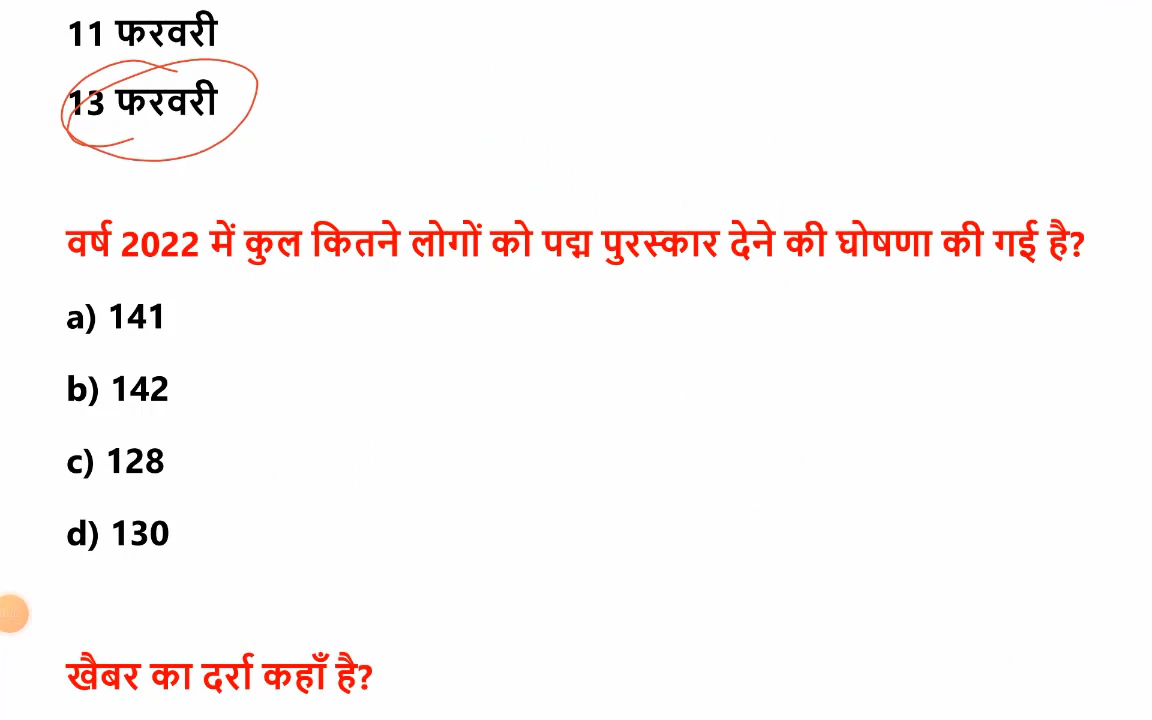 11 फरवरी
13 फरवरी
वर्ष 2022 में कुल कितने लोगों को पद्म पुरस्कार देने की घोषणा की गई है?
a) 141
b) 142
c) 128
d) 130
खैबर का दर्रा कहाँ है?